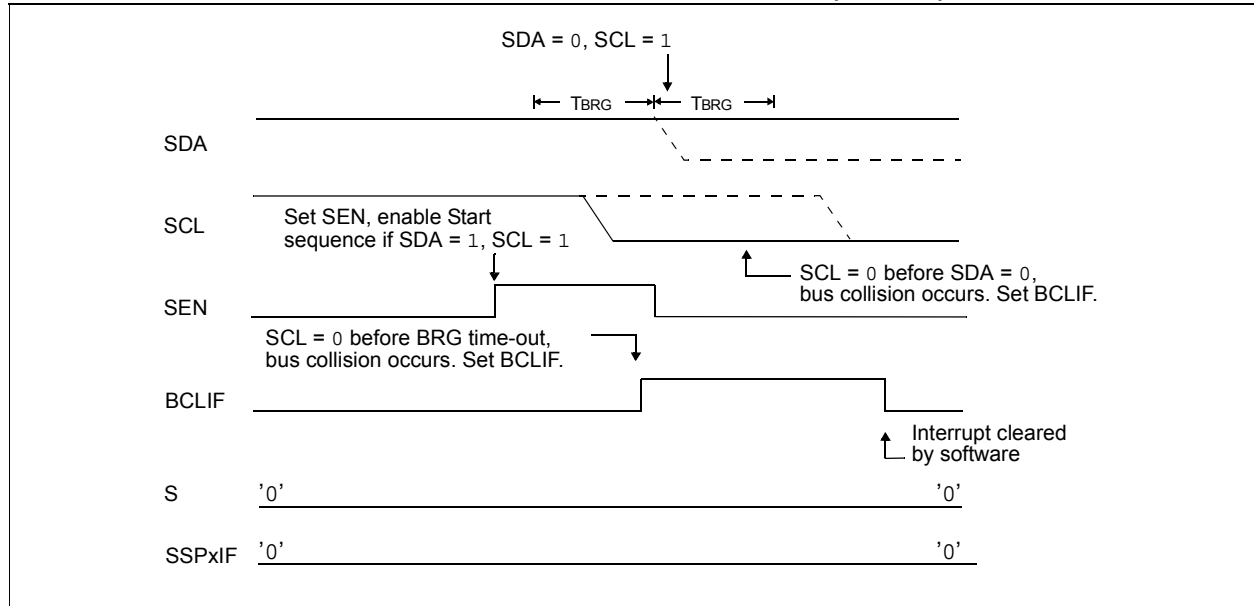 SDA = 0, SCL = 1
TBRG TBRG
SDA
SCL
Set SEN, enable Start
sequence if SDA = 1, SCL = 1
SCL = 0 before SDA = 0,
bus collision occurs. Set BCLIF.
SEN
SCL = 0 before BRG time-out,
bus collision occurs. Set BCLIF.
BCLIF
Interrupt cleared
by software
S '0' '0'
SSPxIF '0' '0'